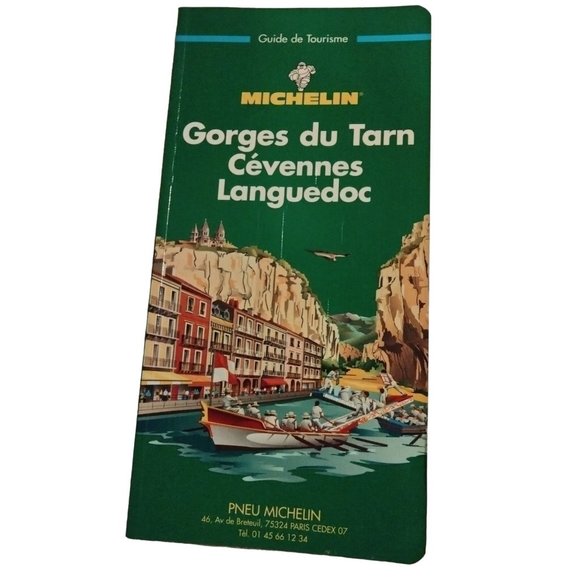 Guide de Tourisme
MICHELIN
Gorges du Tarn
Cévennes
Languedoc
PNEU MICHELIN
46, Av de Breteuil, 75324 PARIS CEDEX 07
Tél. 01 45 66 12 34